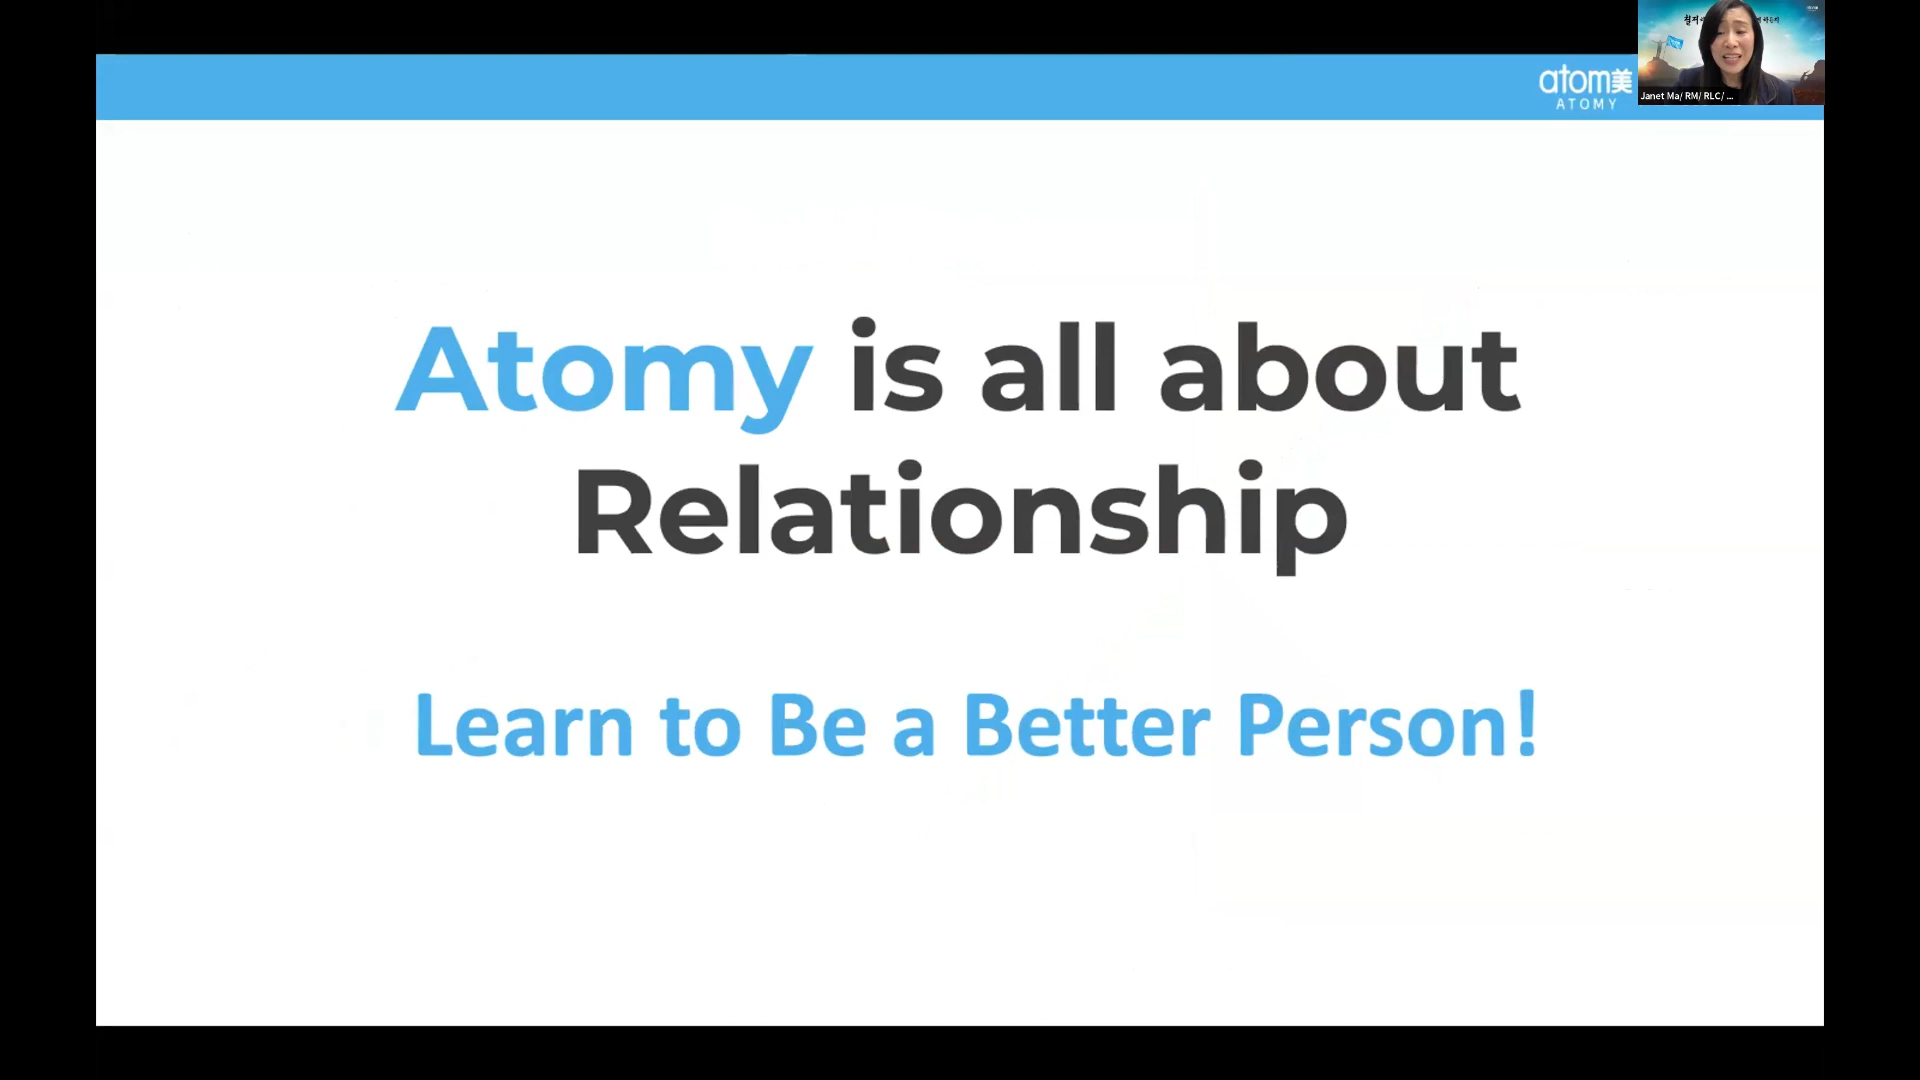 atom美
ATOMY
Janet Ma/ RM/ RLC/ ...
Atomy is all about
Relationship
Learn to Be a Better Person!